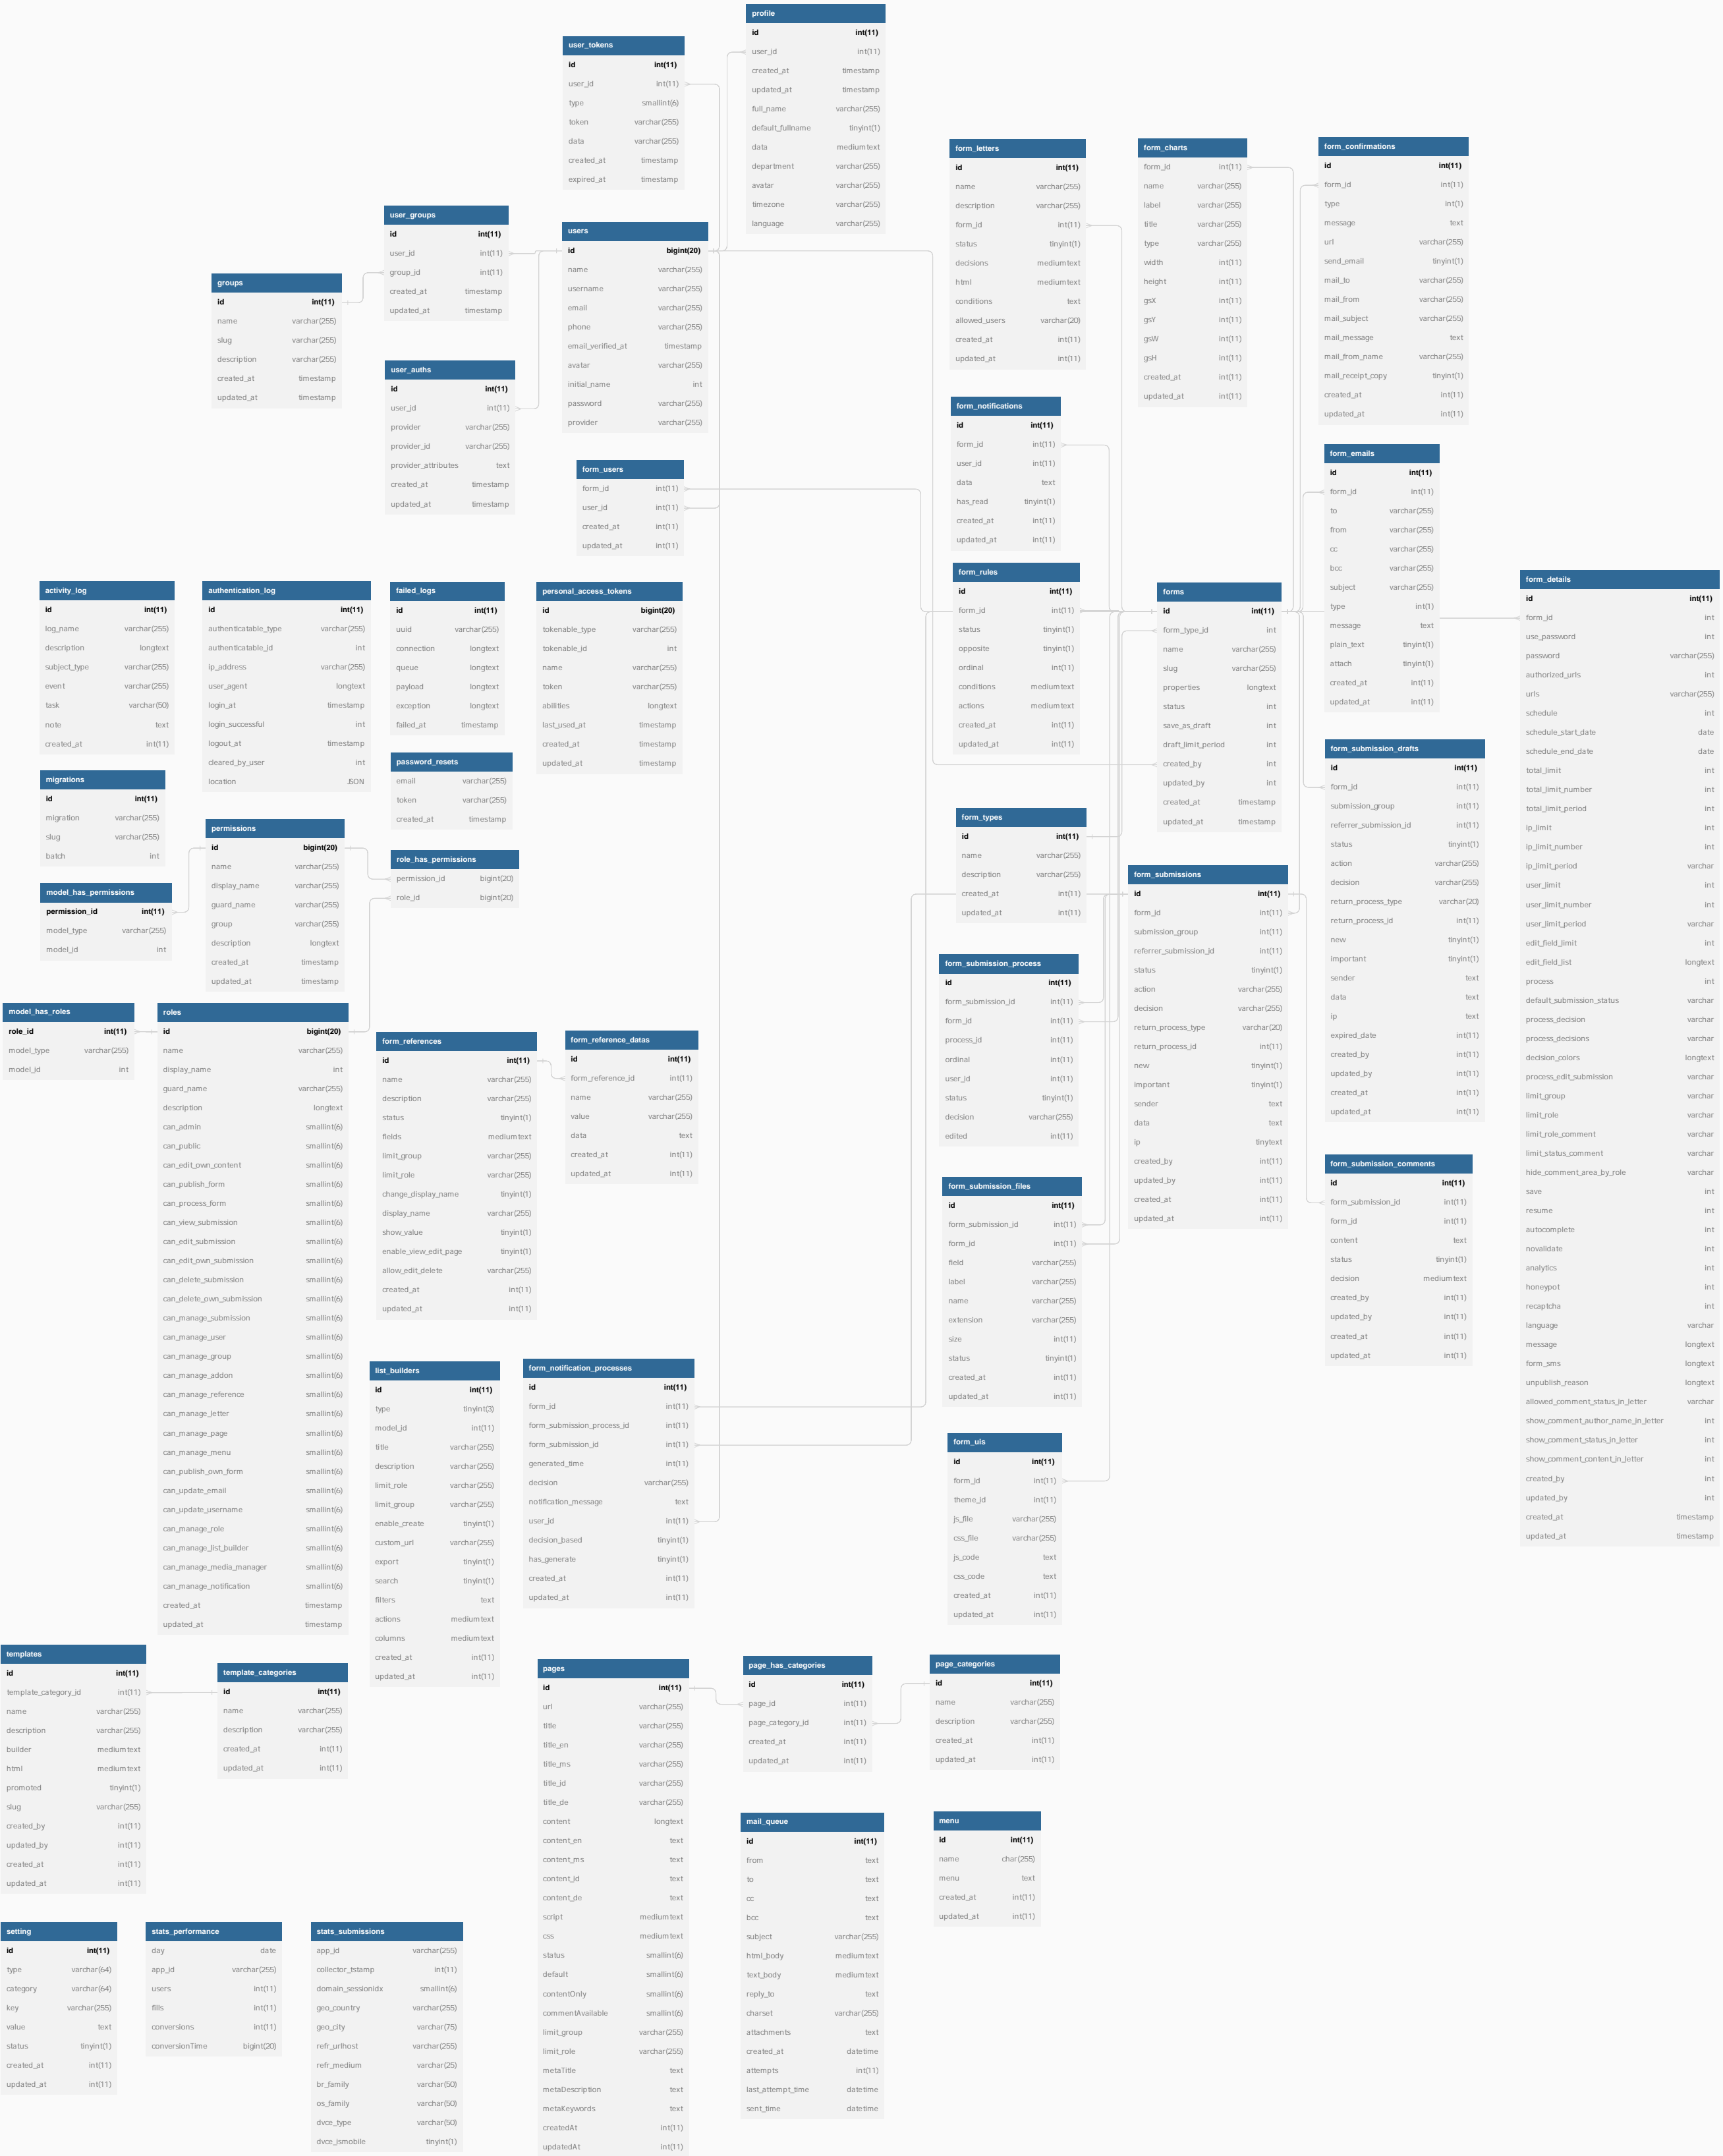 profile
id int(11)
user_id int(11)
created_at timestamp
updated_at timestamp
full_name varchar(255)
default_fullname tinyint(1)
data mediumtext
department varchar(255)
avatar varchar(255)
timezone varchar(255)
language varchar(255)
user_tokens
id int(11)
user_id int(11)
type smallint(6)
token varchar(255)
data varchar(255)
created_at timestamp
expired_at timestamp
form_letters
id int(11)
name varchar(255)
description varchar(255)
form_id int(11)
status tinyint(1)
decisions mediumtext
html mediumtext
conditions text
allowed_users varchar(20)
created_at int(11)
updated_at int(11)
form_charts
form_id int(11)
name varchar(255)
label varchar(255)
title varchar(255)
type varchar(255)
width int(11)
height int(11)
gsX int(11)
gsY int(11)
gsW int(11)
gsH int(11)
created_at int(11)
updated_at int(11)
form_confirmations
id int(11)
form_id int(11)
type int(1)
message text
url varchar(255)
send_email tinyint(1)
mail_to varchar(255)
mail_from varchar(255)
mail_subject varchar(255)
mail_message text
mail_from_name varchar(255)
mail_receipt_copy tinyint(1)
created_at int(11)
updated_at int(11)
user_groups
id int(11)
user_id int(11)
group_id int(11)
created_at timestamp
updated_at timestamp
users
id bigint(20)
name varchar(255)
username varchar(255)
email varchar(255)
phone varchar(255)
email_verified_at timestamp
avatar varchar(255)
initial_name int
password varchar(255)
provider varchar(255)
groups
id int(11)
name varchar(255)
slug varchar(255)
description varchar(255)
created_at timestamp
updated_at timestamp
user_auths
id int(11)
user_id int(11)
provider varchar(255)
provider_id varchar(255)
provider_attributes text
created_at timestamp
updated_at timestamp
form_notifications
id int(11)
form_id int(11)
user_id int(11)
data text
has_read tinyint(1)
created_at int(11)
updated_at int(11)
form_emails
id int(11)
form_id int(11)
to varchar(255)
from varchar(255)
cc varchar(255)
bcc varchar(255)
subject varchar(255)
type int(1)
message text
plain_text tinyint(1)
attach tinyint(1)
created_at int(11)
updated_at int(11)
form_users
form_id int(11)
user_id int(11)
created_at int(11)
updated_at int(11)
form_rules
id int(11)
form_id int(11)
status tinyint(1)
opposite tinyint(1)
ordinal int(11)
conditions mediumtext
actions mediumtext
created_at int(11)
updated_at int(11)
forms
id int(11)
form_type_id int
name varchar(255)
slug varchar(255)
properties longtext
status int
save_as_draft int
draft_limit_period int
created_by int
updated_by int
created_at timestamp
updated_at timestamp
form_details
id int(11)
form_id int
use_password int
password varchar(255)
authorized_urls int
urls varchar(255)
schedule int
schedule_start_date date
schedule_end_date date
total_limit int
total_limit_number int
total_limit_period int
ip_limit int
ip_limit_number int
ip_limit_period varchar
user_limit int
user_limit_number int
user_limit_period varchar
edit_field_limit int
edit_field_list longtext
process int
default_submission_status varchar
process_decision varchar
process_decisions varchar
decision_colors longtext
process_edit_submission varchar
limit_group varchar
limit_role varchar
limit_role_comment varchar
limit_status_comment varchar
hide_comment_area_by_role varchar
save int
resume int
autocomplete int
novalidate int
analytics int
honeypot int
recaptcha int
language varchar
message longtext
form_sms longtext
unpublish_reason longtext
allowed_comment_status_in_letter varchar
show_comment_author_name_in_letter int
show_comment_status_in_letter int
show_comment_content_in_letter int
created_by int
updated_by int
created_at timestamp
updated_at timestamp
activity_log
id int(11)
log_name varchar(255)
description longtext
subject_type varchar(255)
event varchar(255)
task varchar(50)
note text
created_at int(11)
authentication_log
id int(11)
authenticatable_type varchar(255)
authenticatable_id int
ip_address varchar(255)
user_agent longtext
login_at timestamp
login_successful int
logout_at timestamp
cleared_by_user int
location JSON
failed_logs
id int(11)
uuid varchar(255)
connection longtext
queue longtext
payload longtext
exception longtext
failed_at timestamp
personal_access_tokens
id bigint(20)
tokenable_type varchar(255)
tokenable_id int
name varchar(255)
token varchar(255)
abilities longtext
last_used_at timestamp
created_at timestamp
updated_at timestamp
form_submission_drafts
id int(11)
form_id int(11)
submission_group int(11)
referrer_submission_id int(11)
status tinyint(1)
action varchar(255)
decision varchar(255)
return_process_type varchar(20)
return_process_id int(11)
new tinyint(1)
important tinyint(1)
sender text
data text
ip text
expired_date int(11)
created_by int(11)
updated_by int(11)
created_at int(11)
updated_at int(11)
password_resets
email varchar(255)
token varchar(255)
created_at timestamp
migrations
id int(11)
migration varchar(255)
slug varchar(255)
batch int
permissions
id bigint(20)
name varchar(255)
display_name varchar(255)
guard_name varchar(255)
group varchar(255)
description longtext
created_at timestamp
updated_at timestamp
role_has_permissions
permission_id bigint(20)
role_id bigint(20)
model_has_permissions
permission_id int(11)
model_type varchar(255)
model_id int
form_types
id int(11)
name varchar(255)
description varchar(255)
created_at int(11)
updated_at int(11)
form_submissions
id int(11)
form_id int(11)
submission_group int(11)
referrer_submission_id int(11)
status tinyint(1)
action varchar(255)
decision varchar(255)
return_process_type varchar(20)
return_process_id int(11)
new tinyint(1)
important tinyint(1)
sender text
data text
ip tinytext
created_by int(11)
updated_by int(11)
created_at int(11)
updated_at int(11)
form_submission_process
id int(11)
form_submission_id int(11)
form_id int(11)
process_id int(11)
ordinal int(11)
user_id int(11)
status tinyint(1)
decision varchar(255)
edited int(11)
model_has_roles
role_id int(11)
model_type varchar(255)
model_id int
roles
id bigint(20)
name varchar(255)
display_name int
guard_name varchar(255)
description longtext
can_admin smallint(6)
can_public smallint(6)
can_edit_own_content smallint(6)
can_publish_form smallint(6)
can_process_form smallint(6)
can_view_submission smallint(6)
can_edit_submission smallint(6)
can_edit_own_submission smallint(6)
can_delete_submission smallint(6)
can_delete_own_submission smallint(6)
can_manage_submission smallint(6)
can_manage_user smallint(6)
can_manage_group smallint(6)
can_manage_addon smallint(6)
can_manage_reference smallint(6)
can_manage_letter smallint(6)
can_manage_page smallint(6)
can_manage_menu smallint(6)
can_publish_own_form smallint(6)
can_update_email smallint(6)
can_update_username smallint(6)
can_manage_role smallint(6)
can_manage_list_builder smallint(6)
can_manage_media_manager smallint(6)
can_manage_notification smallint(6)
created_at timestamp
updated_at timestamp
form_references
id int(11)
name varchar(255)
description varchar(255)
status tinyint(1)
fields mediumtext
limit_group varchar(255)
limit_role varchar(255)
change_display_name tinyint(1)
display_name varchar(255)
show_value tinyint(1)
enable_view_edit_page tinyint(1)
allow_edit_delete varchar(255)
created_at int(11)
updated_at int(11)
form_reference_datas
id int(11)
form_reference_id int(11)
name varchar(255)
value varchar(255)
data text
created_at int(11)
updated_at int(11)
form_submission_files
id int(11)
form_submission_id int(11)
form_id int(11)
field varchar(255)
label varchar(255)
name varchar(255)
extension varchar(255)
size int(11)
status tinyint(1)
created_at int(11)
updated_at int(11)
form_submission_comments
id int(11)
form_submission_id int(11)
form_id int(11)
content text
status tinyint(1)
decision mediumtext
created_by int(11)
updated_by int(11)
created_at int(11)
updated_at int(11)
list_builders
id int(11)
type tinyint(3)
model_id int(11)
title varchar(255)
description varchar(255)
limit_role varchar(255)
limit_group varchar(255)
enable_create tinyint(1)
custom_url varchar(255)
export tinyint(1)
search tinyint(1)
filters text
actions mediumtext
columns mediumtext
created_at int(11)
updated_at int(11)
form_notification_processes
id int(11)
form_id int(11)
form_submission_process_id int(11)
form_submission_id int(11)
generated_time int(11)
decision varchar(255)
notification_message text
user_id int(11)
decision_based tinyint(1)
has_generate tinyint(1)
created_at int(11)
updated_at int(11)
form_uis
id int(11)
form_id int(11)
theme_id int(11)
js_file varchar(255)
css_file varchar(255)
js_code text
css_code text
created_at int(11)
updated_at int(11)
templates
id int(11)
template_category_id int(11)
name varchar(255)
description varchar(255)
builder mediumtext
html mediumtext
promoted tinyint(1)
slug varchar(255)
created_by int(11)
updated_by int(11)
created_at int(11)
updated_at int(11)
template_categories
id int(11)
name varchar(255)
description varchar(255)
created_at int(11)
updated_at int(11)
pages
id int(11)
url varchar(255)
title varchar(255)
title_en varchar(255)
title_ms varchar(255)
title_id varchar(255)
title_de varchar(255)
content longtext
content_en text
content_ms text
content_id text
content_de text
script mediumtext
css mediumtext
status smallint(6)
default smallint(6)
contentOnly smallint(6)
commentAvailable smallint(6)
limit_group varchar(255)
limit_role varchar(255)
metaTitle text
metaDescription text
metaKeywords text
createdAt int(11)
updatedAt int(11)
page_has_categories
id int(11)
page_id int(11)
page_category_id int(11)
created_at int(11)
updated_at int(11)
page_categories
id int(11)
name varchar(255)
description varchar(255)
created_at int(11)
updated_at int(11)
mail_queue
id int(11)
from text
to text
cc text
bcc text
subject varchar(255)
html_body mediumtext
text_body mediumtext
reply_to text
charset varchar(255)
attachments text
created_at datetime
attempts int(11)
last_attempt_time datetime
sent_time datetime
menu
id int(11)
name char(255)
menu text
created_at int(11)
updated_at int(11)
setting
id int(11)
type varchar(64)
category varchar(64)
key varchar(255)
value text
status tinyint(1)
created_at int(11)
updated_at int(11)
stats_performance
day date
app_id varchar(255)
users int(11)
fills int(11)
conversions int(11)
conversionTime bigint(20)
stats_submissions
app_id varchar(255)
collector_tstamp int(11)
domain_sessionidx smallint(6)
geo_country varchar(255)
geo_city varchar(75)
refr_urlhost varchar(255)
refr_medium varchar(25)
br_family varchar(50)
os_family varchar(50)
dvce_type varchar(50)
dvce_ismobile tinyint(1)